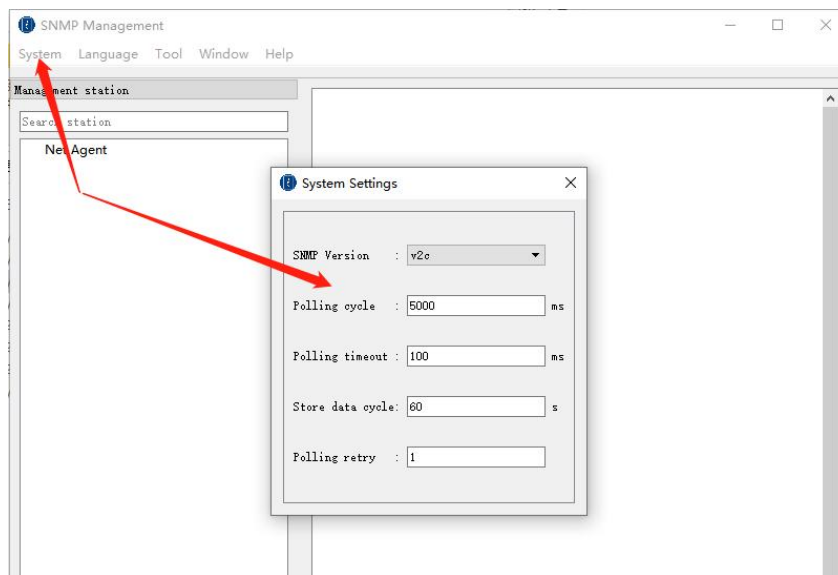 SNMP Management
System Language Tool Window Help
Managment station
Search station
Net Agent
System Settings
SNMP Version : v2c
Polling cycle : 5000 ms
Polling timeout : 100 ms
Store data cycle: 60 s
Polling retry : 1